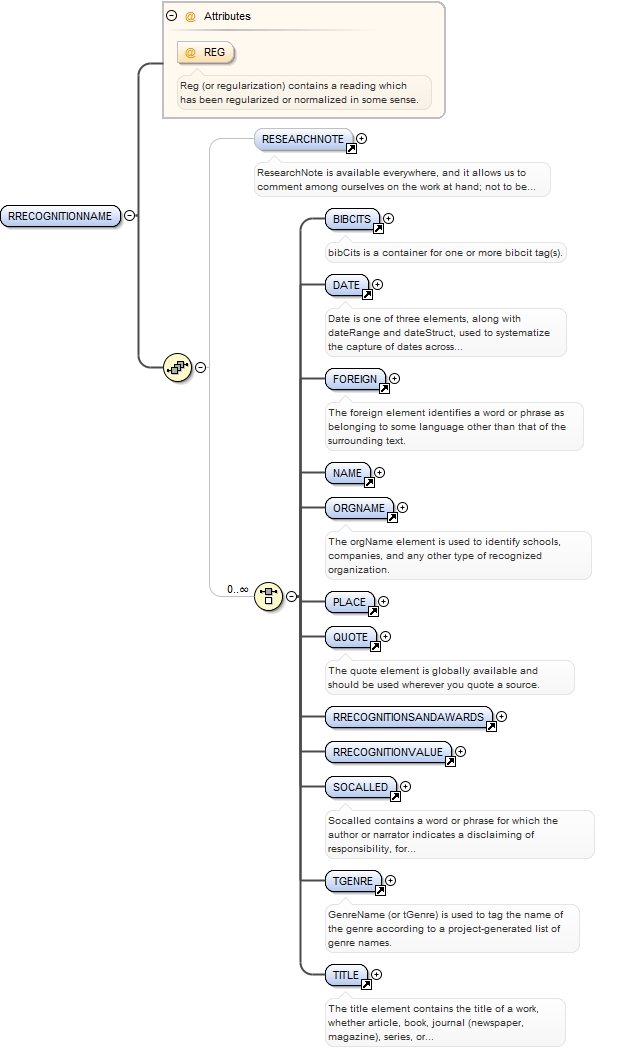 Attributes
REG
Reg (or regularization) contains a reading which
has been regularized or normalized in some sense.
RESEARCHNOTE
ResearchNote is available everywhere, and it allows us to
comment among ourselves on the work at hand; not to be...
RRECOGNITIONNAME
BIBCITS
bibCits is a container for one or more bibcit tag(s).
DATE
Date is one of three elements, along with
dateRange and dateStruct, used to systematize
the capture of dates across...
FOREIGN
The foreign element identifies a word or phrase as
belonging to some language other than that of the
surrounding text.
NAME
ORGNAME
The orgName element is used to identify schools,
companies, and any other type of recognized
organization.
0..∞
PLACE
QUOTE
The quote element is globally available and
should be used wherever you quote a source.
RRECOGNITIONSANDAWARDS
RRECOGNITIONVALUE
SOCALLED
Socalled contains a word or phrase for which the
author or narrator indicates a disclaiming of
responsibility, for...
TGENRE
GenreName (or tGenre) is used to tag the name of
the genre according to a project-generated list of
genre names.
TITLE
The title element contains the title of a work,
whether article, book, journal (newspaper,
magazine), series, or...